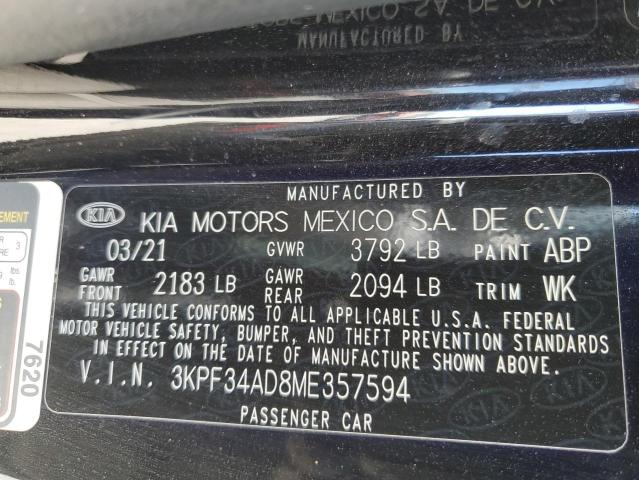 MANUFACTURED BY
MANUFACTURED BY
KIA KIA MOTORS MEXICO S.A. DE C.V.
03/21 GVWR 3792 LB PAINT ABP
GAWR FRONT 2183 LB GAWR REAR 2094 LB TRIM WK
THIS VEHICLE CONFORMS TO ALL APPLICABLE U.S.A. FEDERAL
MOTOR VEHICLE SAFETY, BUMPER, AND THEFT PREVENTION STANDARDS
IN EFFECT ON THE DATE OF MANUFACTURE SHOWN ABOVE.
V.I.N. 3KPF34AD8ME357594
PASSENGER CAR
7620